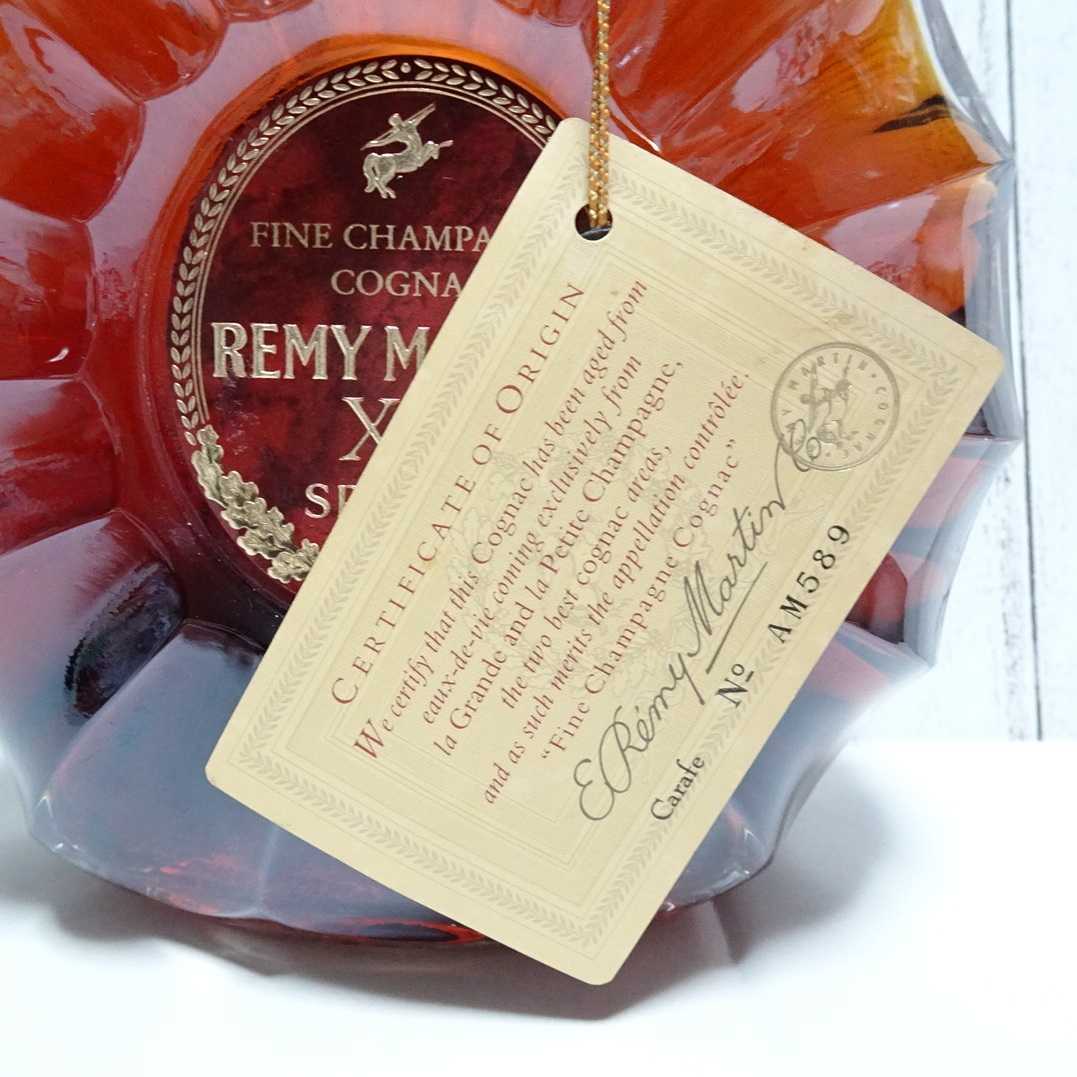 FINE CHAMPA
COGNA
REMY M
X
SP
CERTIFICATE OF ORIGIN
We certify that this Cognac has been aged from
eaux-de-vie coming exclusively from
la Grande and la Petite Champagne,
the two best cognac areas,
and as such merits the appellation contrôlée.
“Fine Champagne Cognac”
E Rémy Martin & Co
Carafe Nº AM589